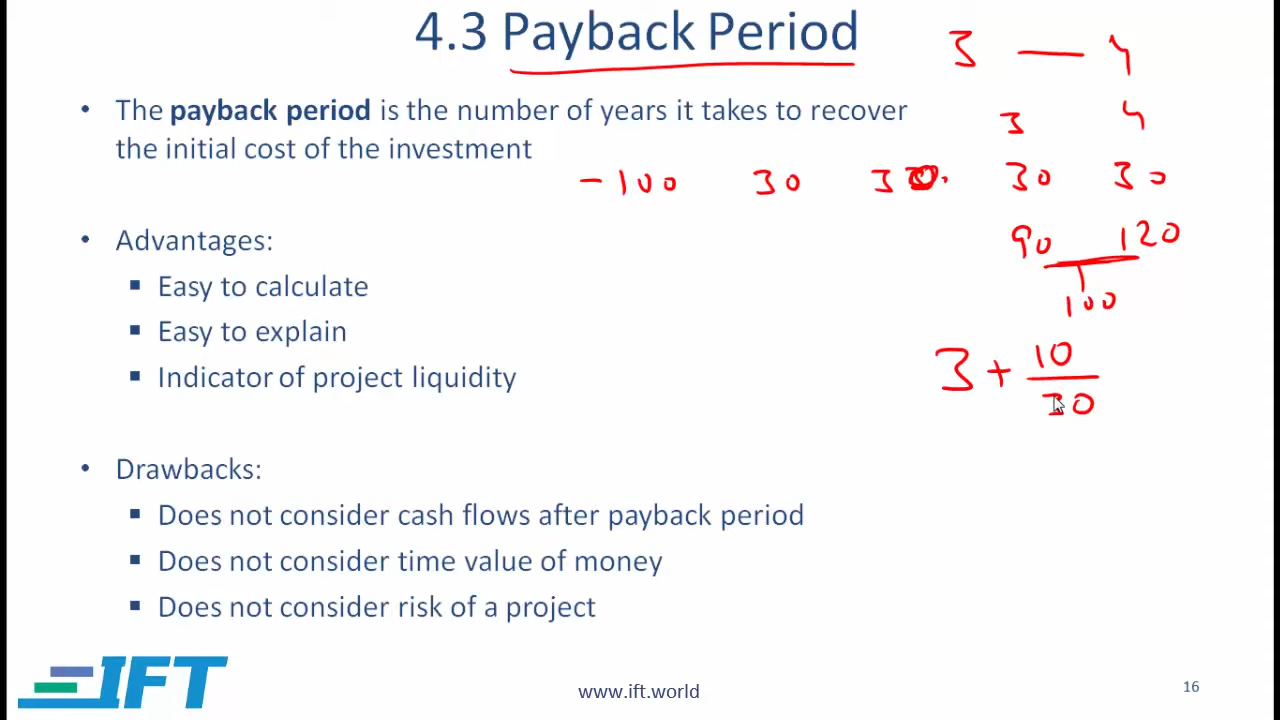 4.3 Payback Period
3 — 4
• The payback period is the number of years it takes to recover
the initial cost of the investment
3 4
-100 30 30 30 30
90 120
100
• Advantages:
▪ Easy to calculate
▪ Easy to explain
▪ Indicator of project liquidity
3 + 10
30
• Drawbacks:
▪ Does not consider cash flows after payback period
▪ Does not consider time value of money
▪ Does not consider risk of a project
IFT
www.ift.world
16